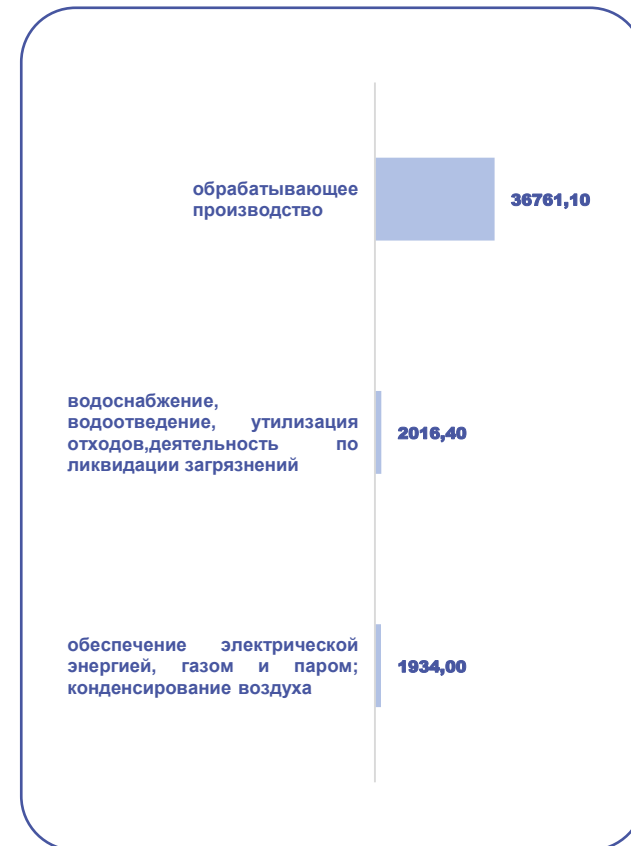 обрабатывающее
производство
36761,10
водоснабжение,
водоотведение, утилизация
отходов,деятельность по
ликвидации загрязнений
2016,40
обеспечение электрической
энергией, газом и паром;
конденсирование воздуха
1934,00